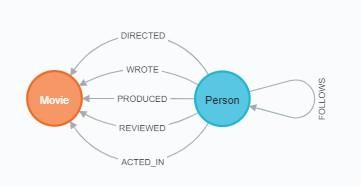 DIRECTED
WROTE
Movie
PRODUCED
Person
FOLLOWS
REVIEWED
ACTED_IN